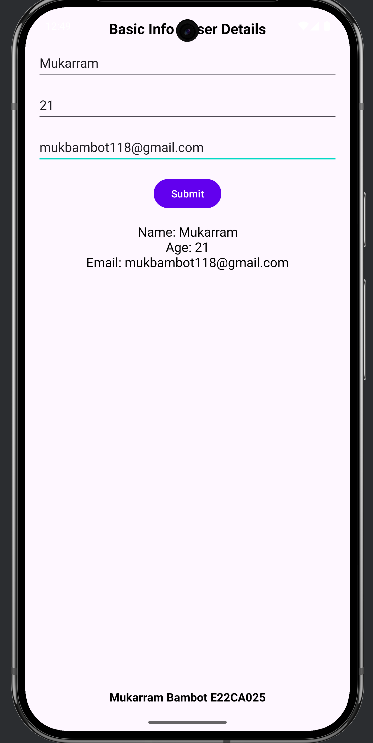 Basic Info ser Details
Mukarram
21
mukbambot118@gmail.com
Submit
Name: Mukarram
Age: 21
Email: mukbambot118@gmail.com
Mukarram Bambot E22CA025